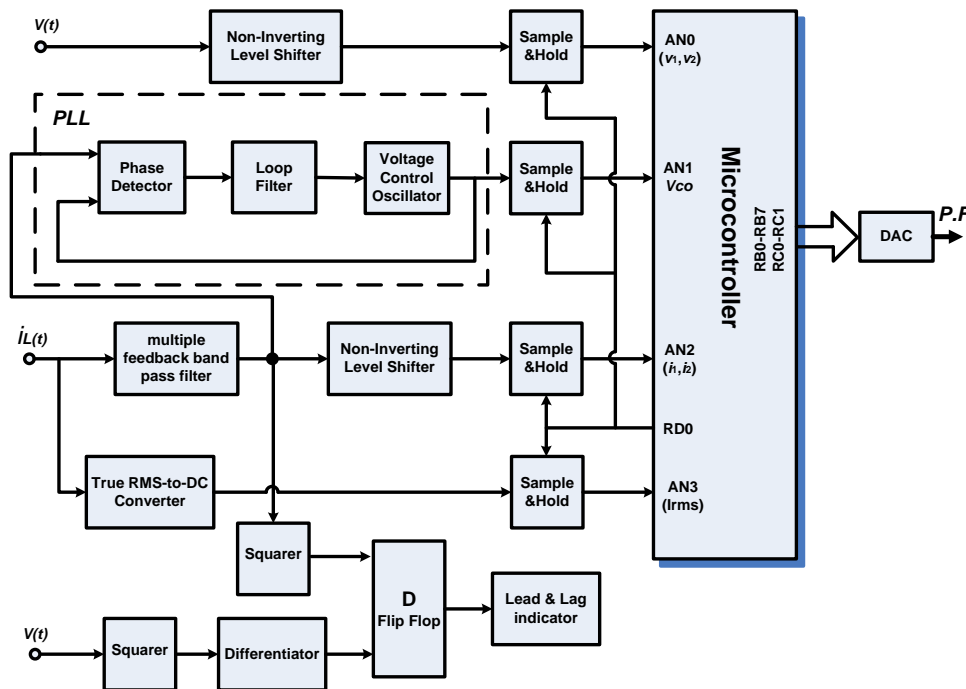 V(t)
Non-Inverting
Level Shifter
Sample
&Hold
AN0
(v1,v2)
PLL
Phase
Detector
Loop
Filter
Voltage
Control
Oscillator
Sample
&Hold
AN1
Vco
Microcontroller
RB0-RB7
RC0-RC1
DAC
P.F
iL(t)
multiple
feedback band
pass filter
Non-Inverting
Level Shifter
Sample
&Hold
AN2
(i1,i2)
RD0
True RMS-to-DC
Converter
Sample
&Hold
AN3
(Irms)
Squarer
D
Flip Flop
Lead & Lag
indicator
V(t)
Squarer
Differentiator